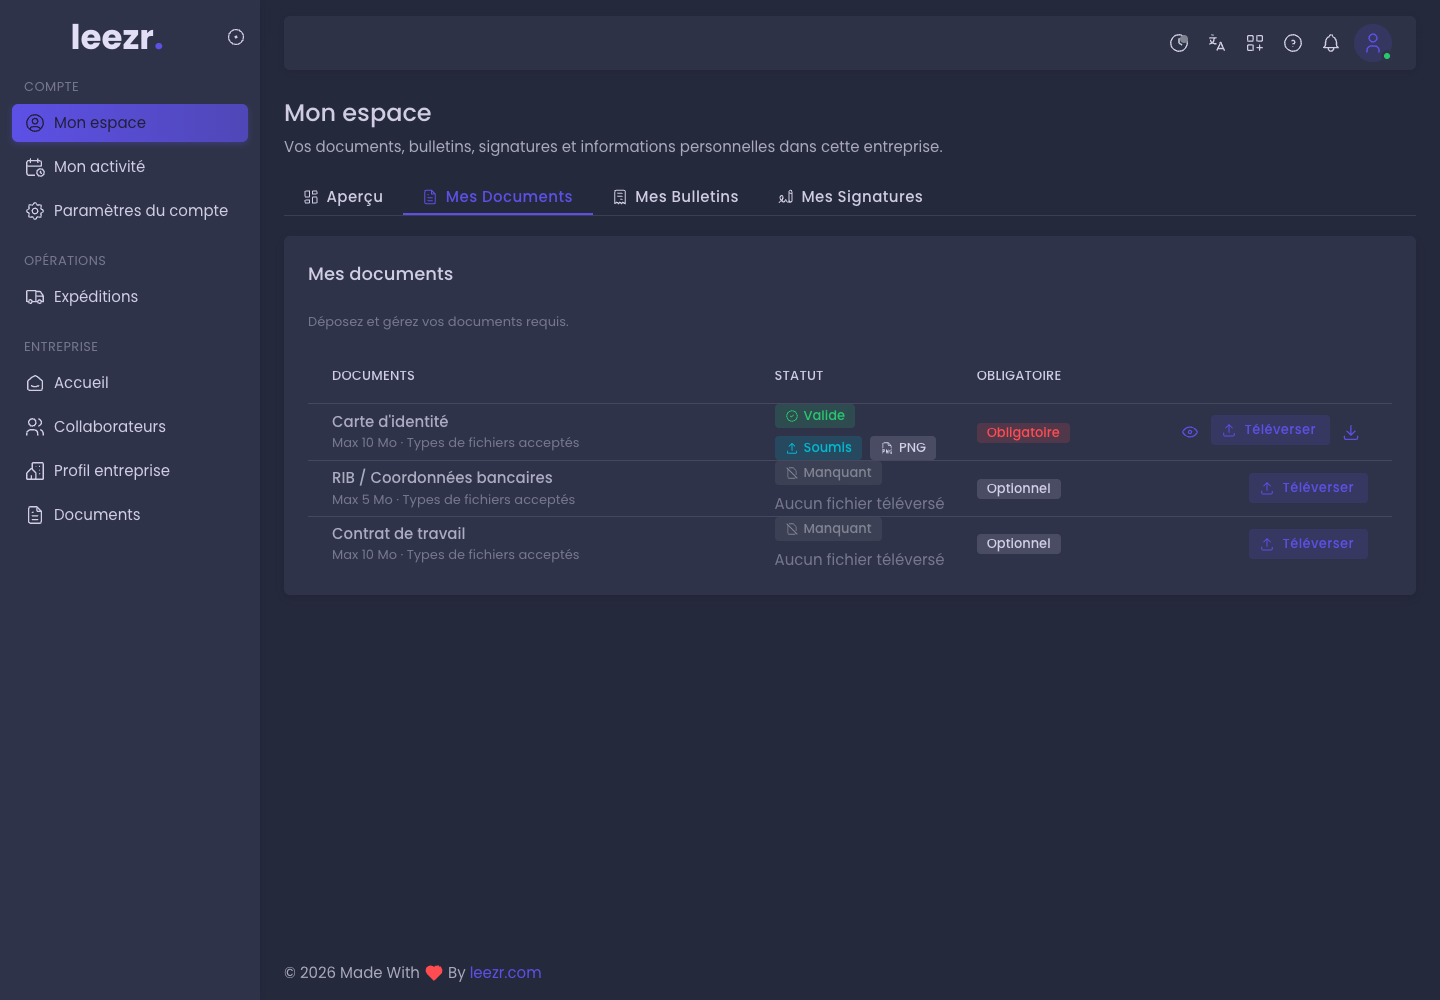 leezr.
COMPTE
Mon espace
Mon activité
Paramètres du compte
OPÉRATIONS
Expéditions
ENTREPRISE
Accueil
Collaborateurs
Profil entreprise
Documents
Mon espace
Vos documents, bulletins, signatures et informations personnelles dans cette entreprise.
Aperçu Mes Documents Mes Bulletins Mes Signatures
Mes documents
Déposez et gérez vos documents requis.
DOCUMENTS STATUT OBLIGATOIRE
Carte d'identité
Max 10 Mo · Types de fichiers acceptés
Valide
Soumis PNG
Obligatoire
Téléverser
RIB / Coordonnées bancaires
Max 5 Mo · Types de fichiers acceptés
Manquant
Aucun fichier téléversé
Optionnel
Téléverser
Contrat de travail
Max 10 Mo · Types de fichiers acceptés
Manquant
Aucun fichier téléversé
Optionnel
Téléverser
© 2026 Made With By leezr.com